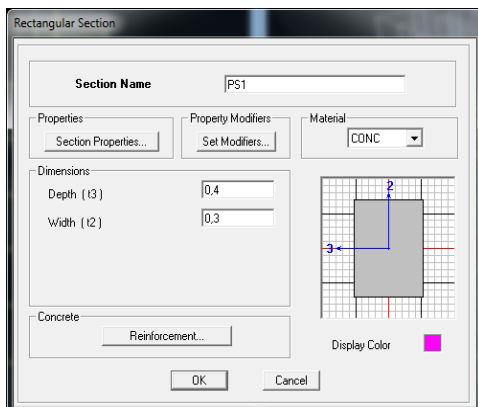 Rectangular Section
Section Name PS1
Properties Property Modifiers Material
Section Properties... Set Modifiers... CONC
Dimensions
Depth ( t3 ) 0,4
Width ( t2 ) 0,3
2
3
Concrete
Reinforcement...
Display Color
OK Cancel